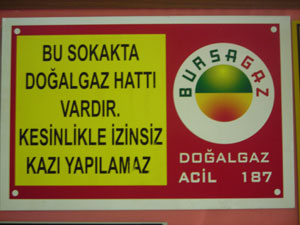 BU SOKAKTA
DOĞALGAZ HATTI
VARDIR.
KESİNLİKLE İZİNSİZ
KAZI YAPILAMAZ
BURSAGAZ
DOĞALGAZ
ACİL 187